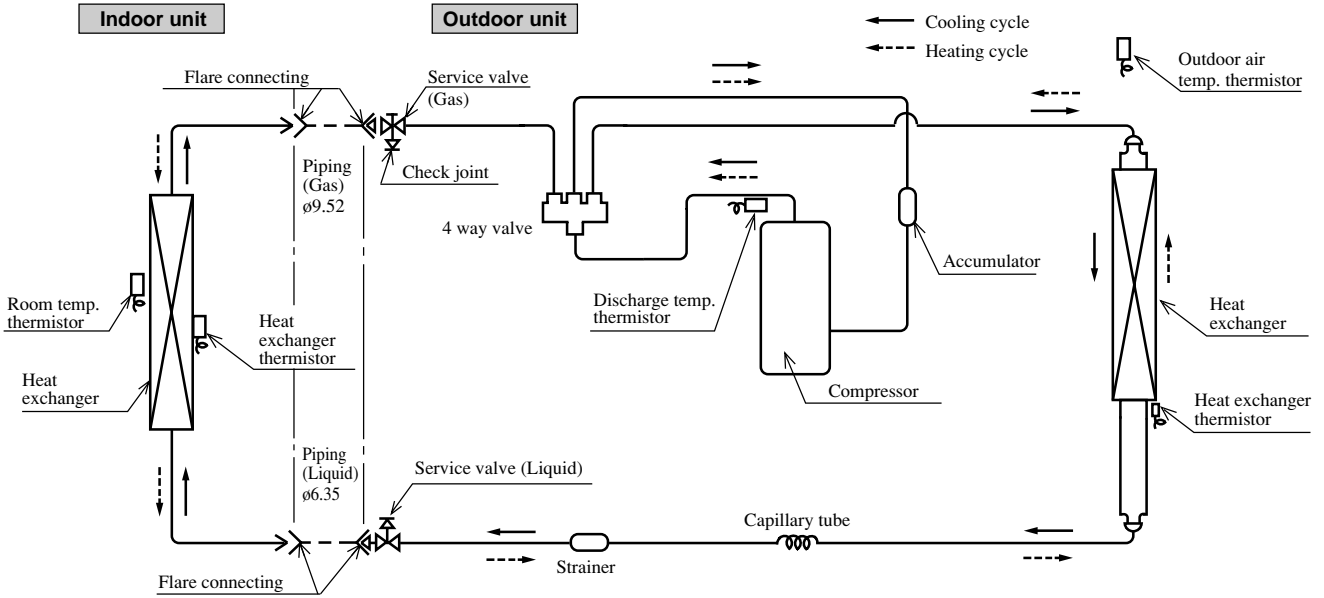 Indoor unit
Outdoor unit
Cooling cycle
Heating cycle
Outdoor air
temp. thermistor
Flare connecting
Service valve
(Gas)
Check joint
Piping
(Gas)
ø9.52
4 way valve
Accumulator
Discharge temp.
thermistor
Compressor
Room temp.
thermistor
Heat
exchanger
thermistor
Heat
exchanger
Heat
exchanger
Heat exchanger
thermistor
Piping
(Liquid)
ø6.35
Service valve (Liquid)
Capillary tube
Strainer
Flare connecting